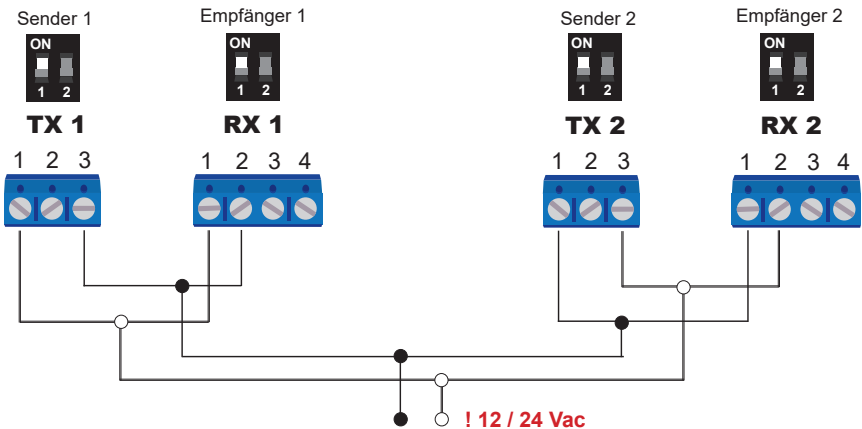 Sender 1 Empfänger 1 Sender 2 Empfänger 2
ON ON ON ON
1 2 1 2 1 2 1 2
TX 1 RX 1 TX 2 RX 2
1 2 3 1 2 3 4 1 2 3 1 2 3 4
! 12 / 24 Vac